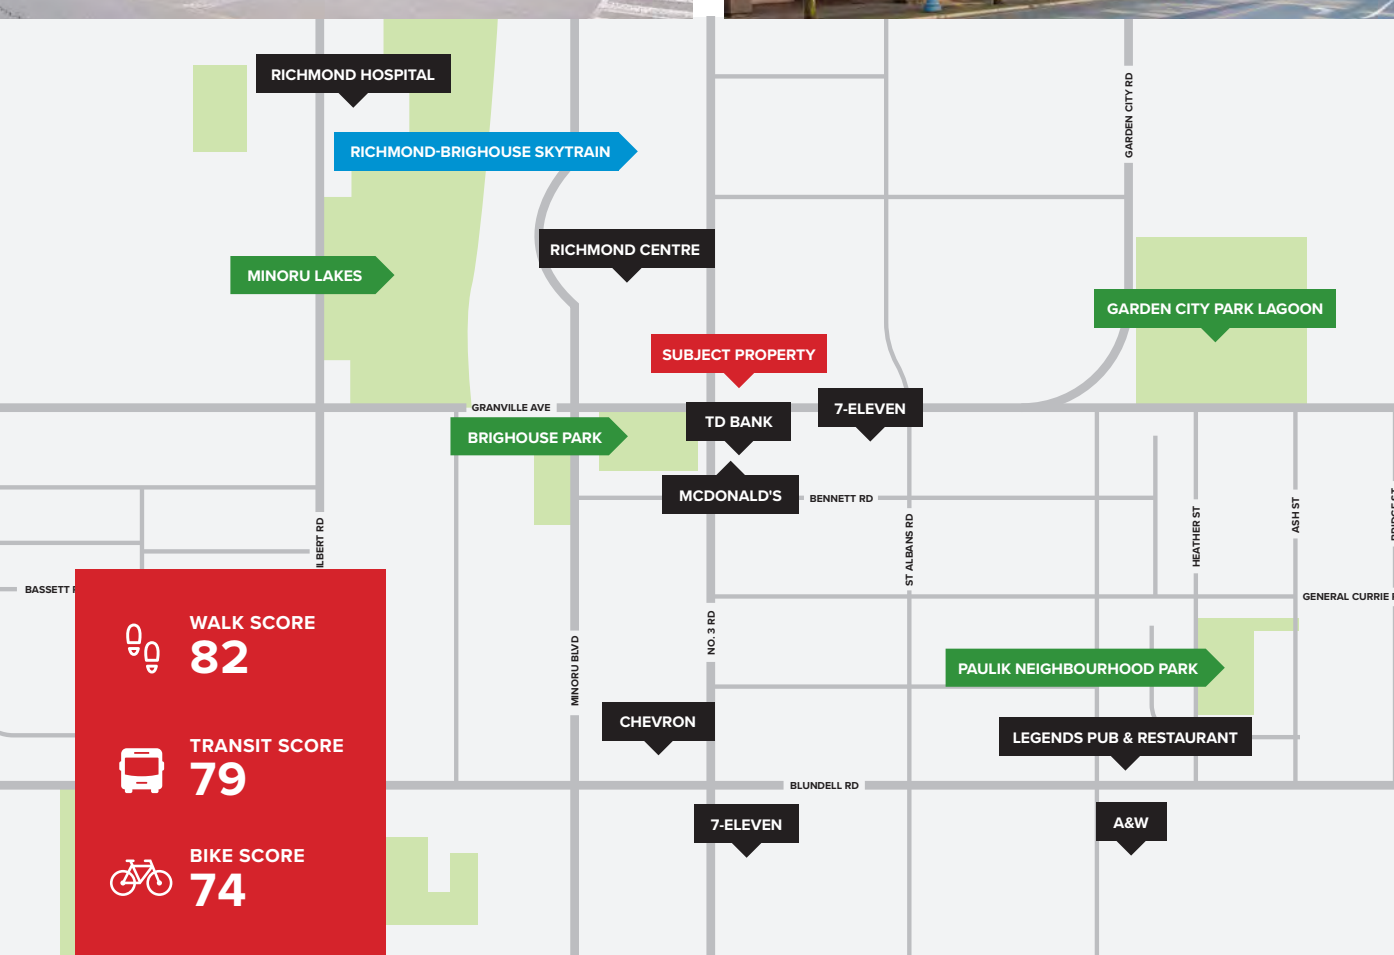 RICHMOND HOSPITAL
GARDEN CITY RD
RICHMOND-BRIGHOUSE SKYTRAIN
RICHMOND CENTRE
MINORU LAKES
GARDEN CITY PARK LAGOON
SUBJECT PROPERTY
GRANVILLE AVE
7-ELEVEN
TD BANK
BRIGHOUSE PARK
MCDONALD'S
BENNETT RD
ILBERT RD
ST ALBANS RD
HEATHER ST
ASH ST
BASSETT
GENERAL CURRIE
WALK SCORE
82
NO. 3 RD
MINORU BLVD
PAULIK NEIGHBOURHOOD PARK
CHEVRON
LEGENDS PUB & RESTAURANT
TRANSIT SCORE
79
BLUNDELL RD
7-ELEVEN
A&W
BIKE SCORE
74